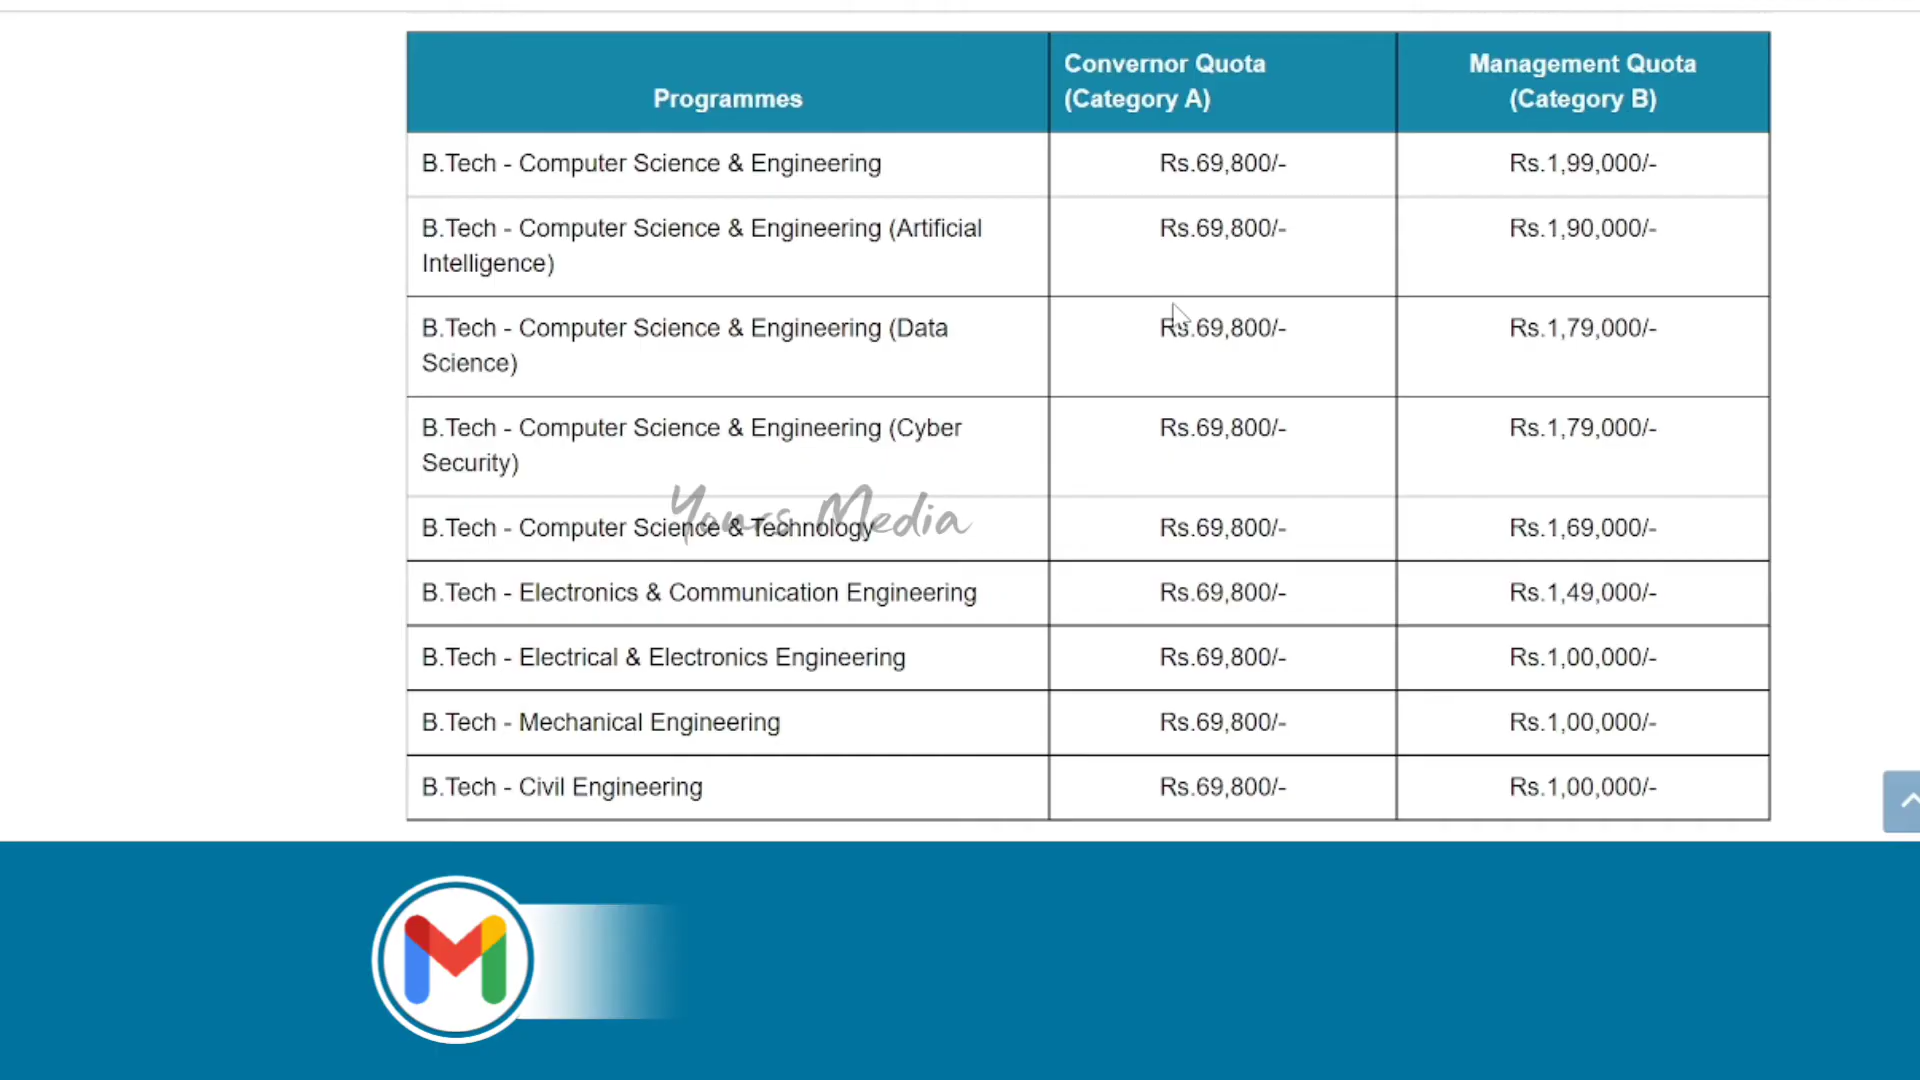 Programmes
Convernor Quota
(Category A)
Management Quota
(Category B)
B.Tech - Computer Science & Engineering
Rs.69,800/-
Rs.1,99,000/-
B.Tech - Computer Science & Engineering (Artificial
Intelligence)
Rs.69,800/-
Rs.1,90,000/-
B.Tech - Computer Science & Engineering (Data
Science)
Rs.69,800/-
Rs.1,79,000/-
B.Tech - Computer Science & Engineering (Cyber
Security)
Rs.69,800/-
Rs.1,79,000/-
Yours Media
B.Tech - Computer Science & Technology
Rs.69,800/-
Rs.1,69,000/-
B.Tech - Electronics & Communication Engineering
Rs.69,800/-
Rs.1,49,000/-
B.Tech - Electrical & Electronics Engineering
Rs.69,800/-
Rs.1,00,000/-
B.Tech - Mechanical Engineering
Rs.69,800/-
Rs.1,00,000/-
B.Tech - Civil Engineering
Rs.69,800/-
Rs.1,00,000/-